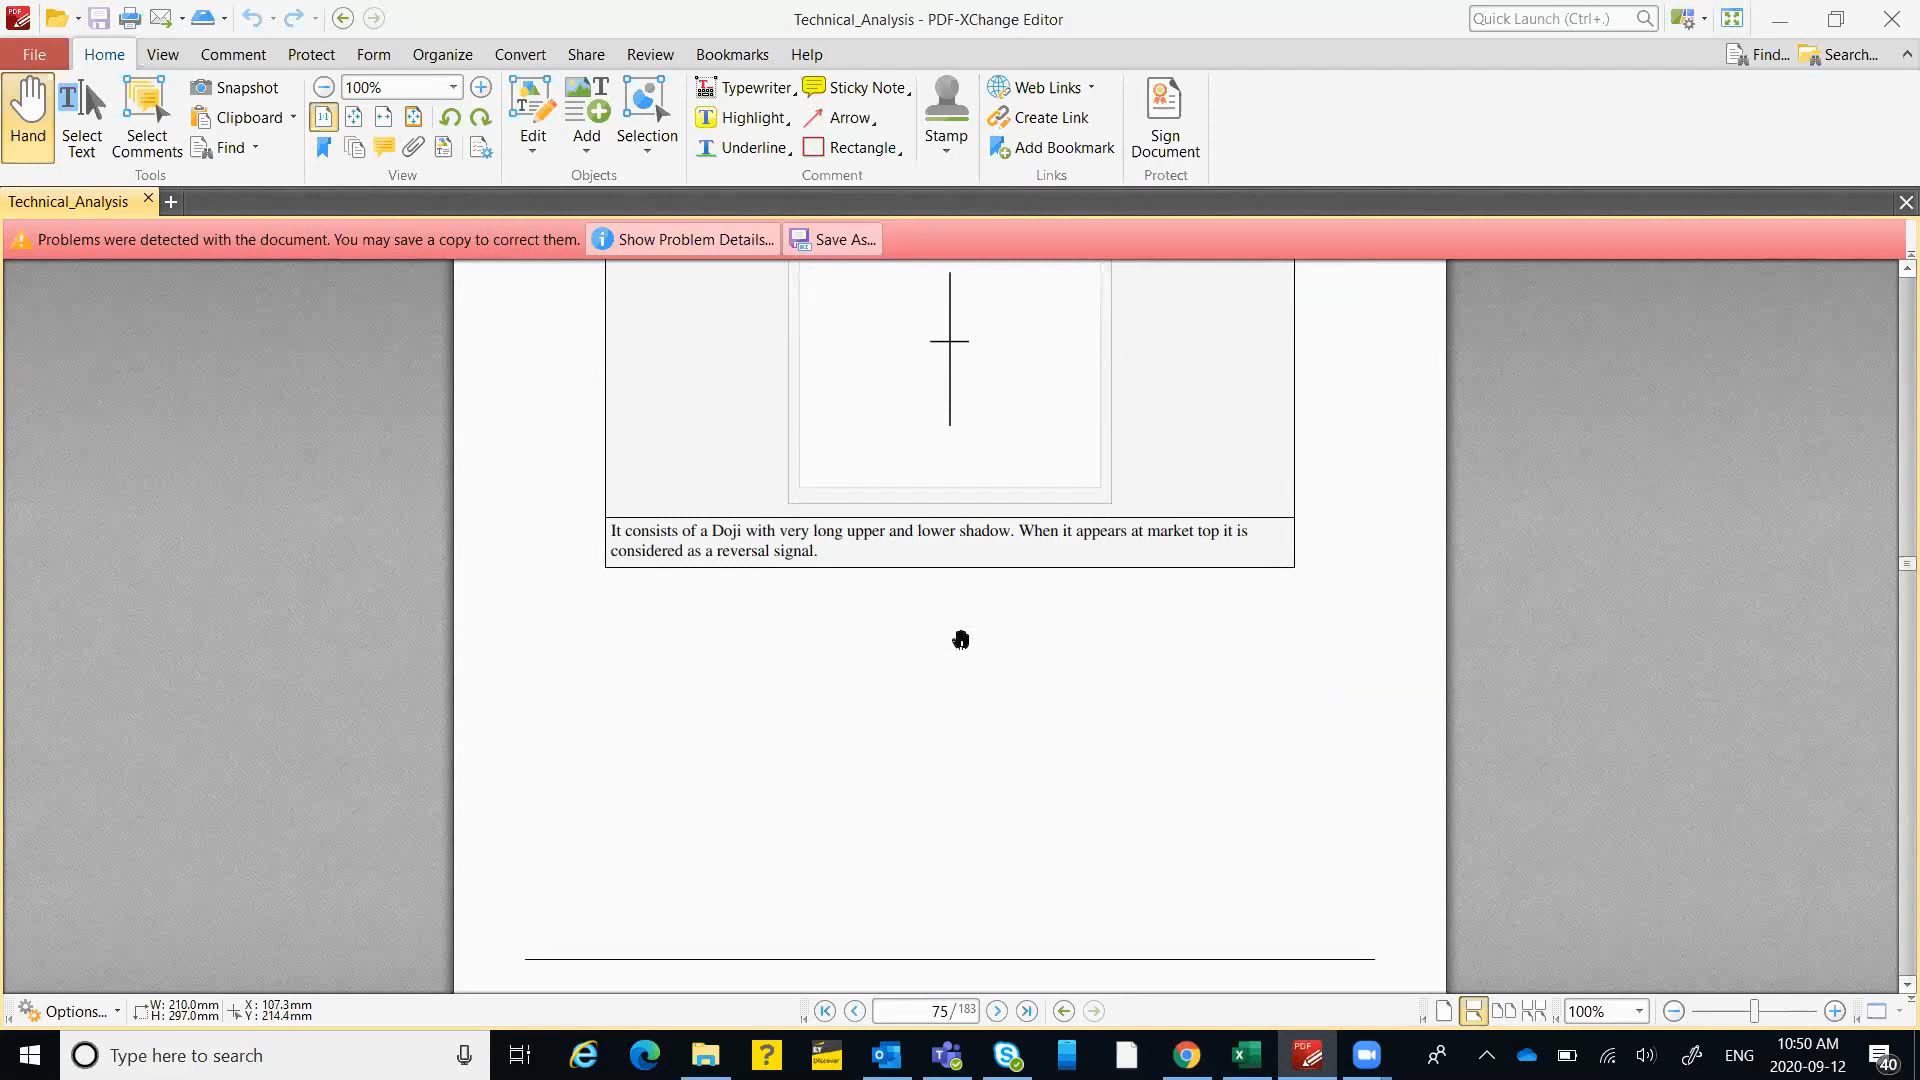 Technical_Analysis - PDF-XChange Editor
Quick Launch (Ctrl+.)
File Home View Comment Protect Form Organize Convert Share Review Bookmarks Help
Find... Search...
Hand
Select Text
Select Comments
Snapshot
Clipboard
Find
Tools
100%
View
Edit
Add
Selection
Objects
Typewriter
Highlight
Underline
Sticky Note
Arrow
Rectangle
Stamp
Comment
Web Links
Create Link
Add Bookmark
Links
Sign Document
Protect
Technical_Analysis
Problems were detected with the document. You may save a copy to correct them. Show Problem Details... Save As...
It consists of a Doji with very long upper and lower shadow. When it appears at market top it is
considered as a reversal signal.
Options...
W: 210.0mm
H: 297.0mm
X: 107.3mm
Y: 214.4mm
75 / 183
100%
Type here to search
ENG
10:50 AM
2020-09-12
40